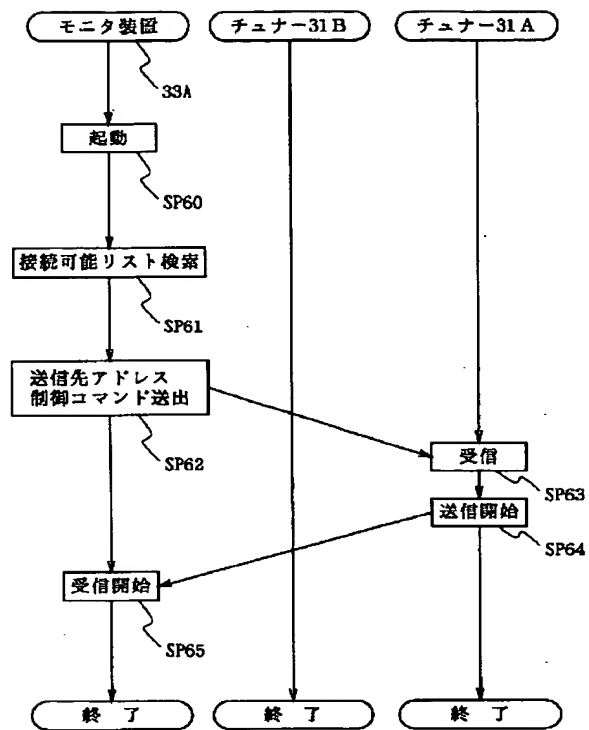 モニタ装置
チュナー31B
チュナー31A
33A
起動
SP60
接続可能リスト検索
SP61
送信先アドレス
制御コマンド送出
SP62
受信
SP63
送信開始
SP64
受信開始
SP65
終了
終了
終了